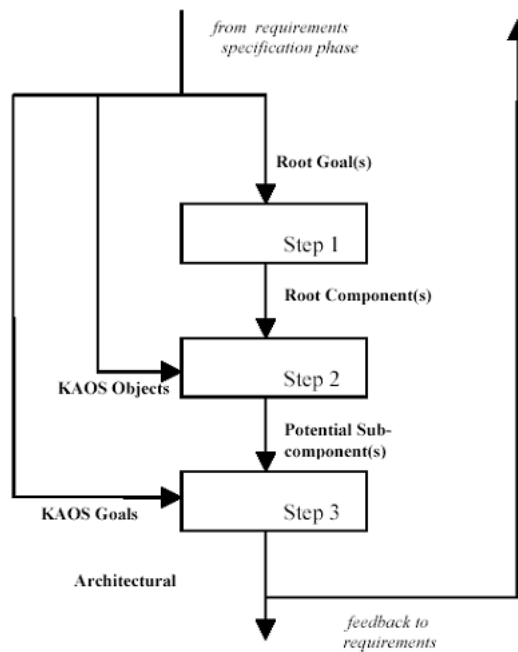 from requirements
specification phase
Root Goal(s)
Step 1
Root Component(s)
Step 2
KAOS Objects
Potential Sub-
component(s)
Step 3
KAOS Goals
Architectural
feedback to
requirements